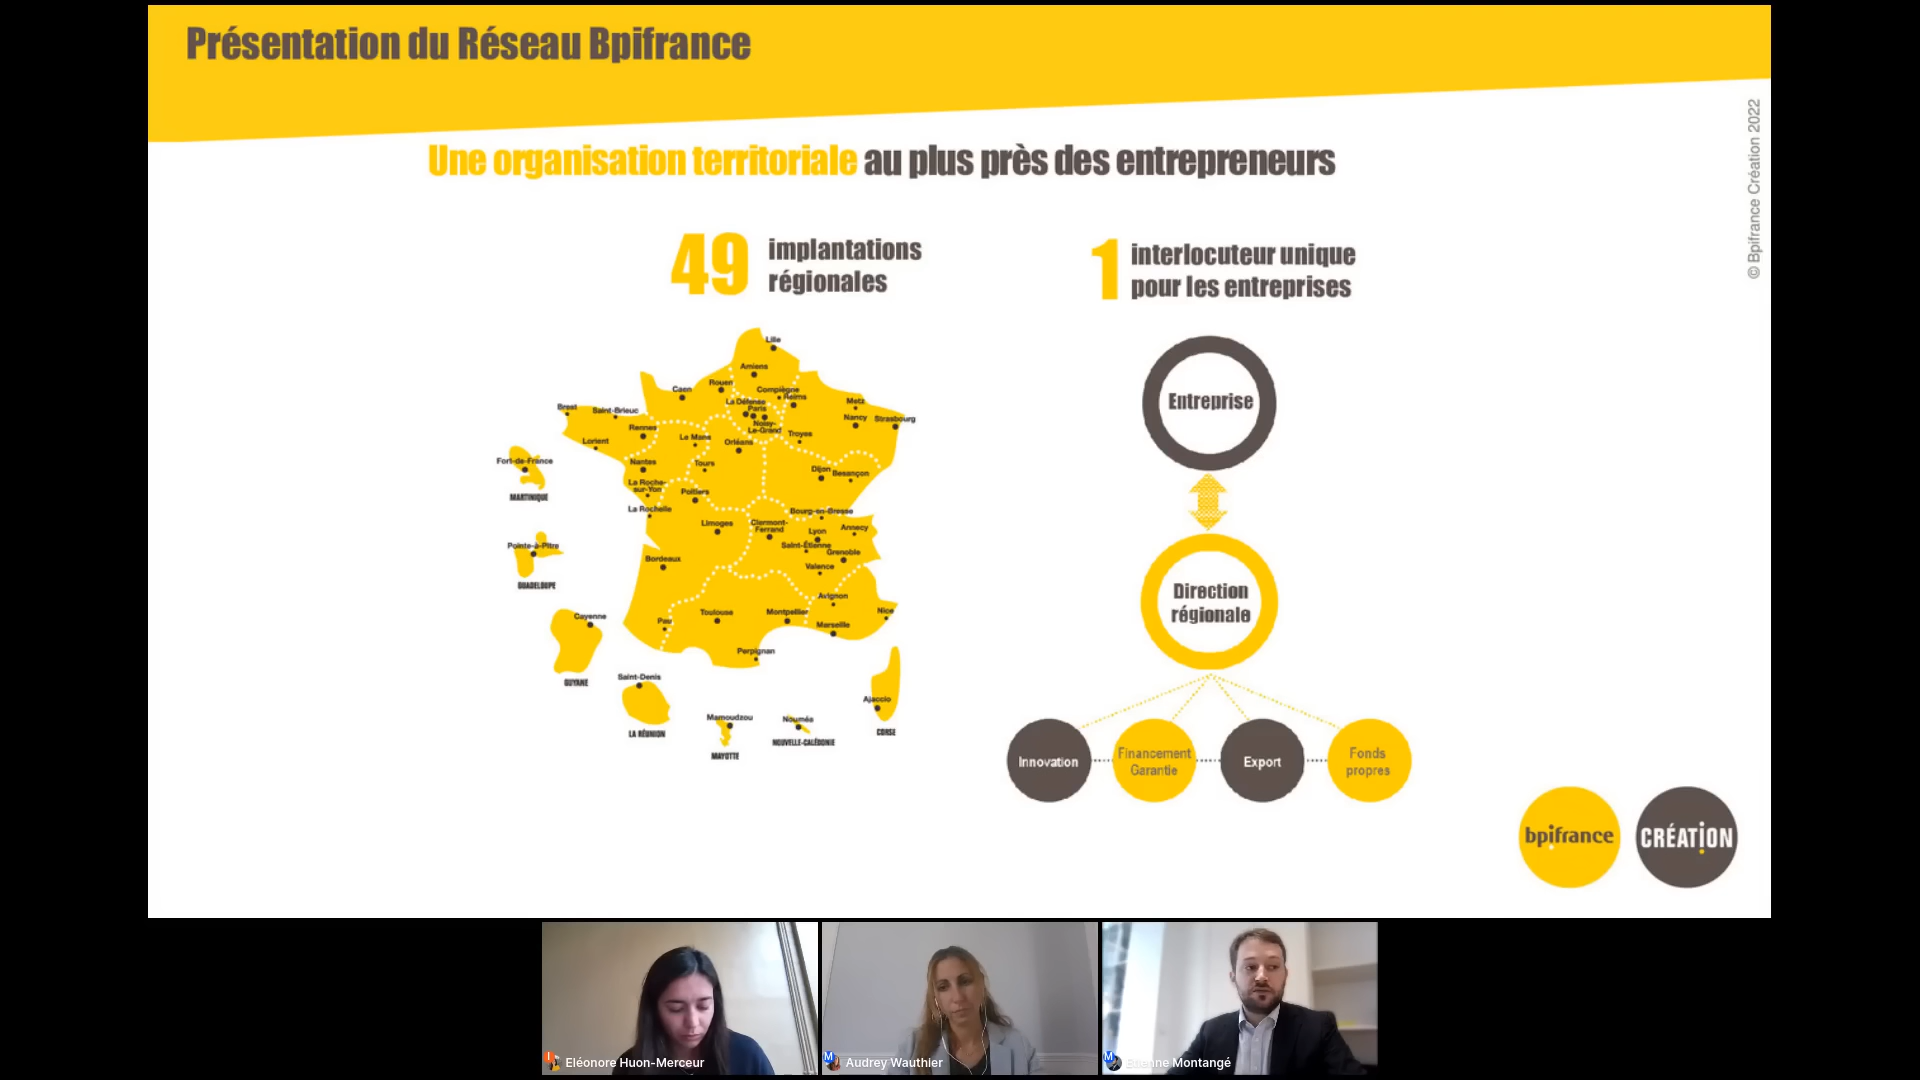 Présentation du Réseau Bpifrance
© Bpifrance Création 2022
Une organisation territoriale au plus près des entrepreneurs
49 implantations
régionales
1 interlocuteur unique
pour les entreprises
Lille
Amiens
Rouen
Compiègne
Caen
Reims
La Défense
Paris
Noisy-
Le-Grand
Metz
Nancy
Strasbourg
Brest
Saint-Brieuc
Rennes
Lorient
Le Mans
Orléans
Troyes
Nantes
Tours
Dijon
Besançon
La Roche-
sur-Yon
Poitiers
La Rochelle
Limoges
Clermont-
Ferrand
Bourg-en-Bresse
Lyon
Annecy
Saint-Étienne
Grenoble
Valence
Bordeaux
Avignon
Toulouse
Montpellier
Nice
Pau
Marseille
Perpignan
Fort-de-France
MARTINIQUE
Pointe-à-Pitre
GUADELOUPE
Cayenne
GUYANE
Saint-Denis
LA RÉUNION
Mamoudzou
MAYOTTE
Nouméa
NOUVELLE-CALÉDONIE
Ajaccio
CORSE
Entreprise
Direction
régionale
Innovation
Financement
Garantie
Export
Fonds
propres
bpifrance
CRÉATION
Eléonore Huon-Merceur
Audrey Wauthier
Montangé